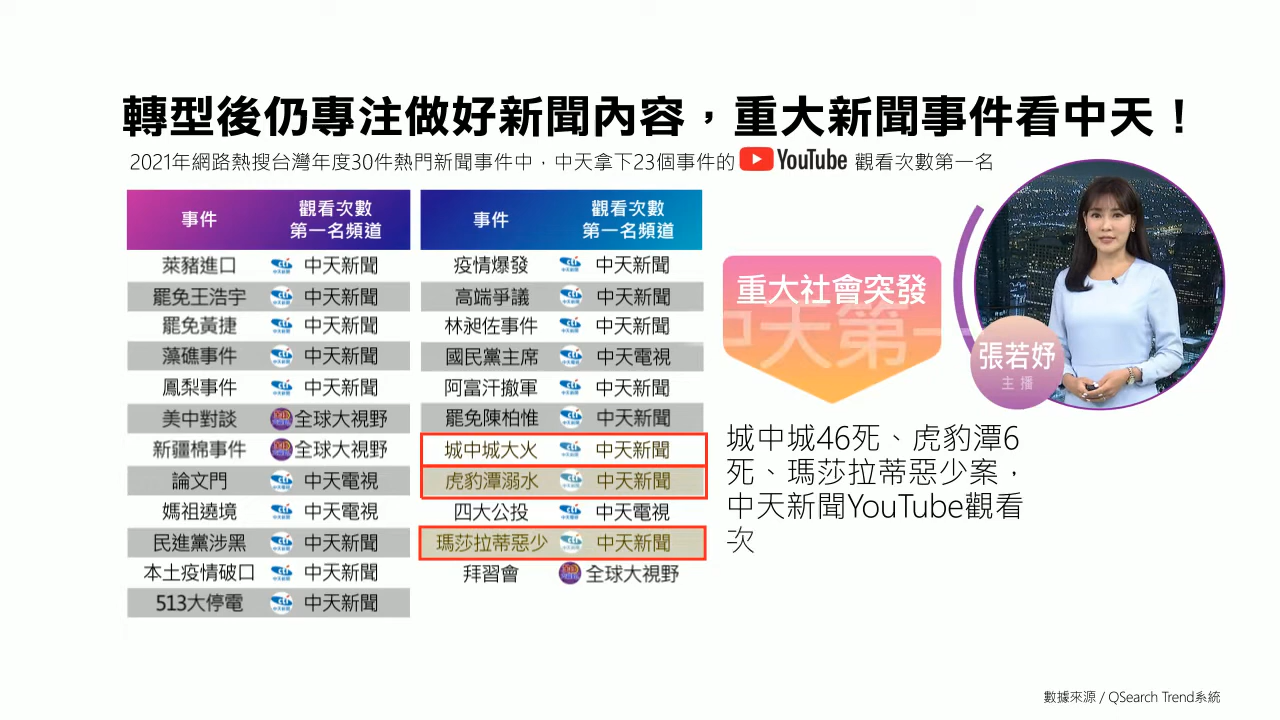 轉型後仍專注做好新聞內容，重大新聞事件看中天！
2021年網路熱搜台灣年度30件熱門新聞事件中，中天拿下23個事件的 YouTube 觀看次數第一名
事件 觀看次數第一名頻道
萊豬進口 中天新聞
罷免王浩宇 中天新聞
罷免黃捷 中天新聞
藻礁事件 中天新聞
鳳梨事件 中天新聞
美中對談 全球大視野
新疆棉事件 全球大視野
論文門 中天電視
媽祖遶境 中天電視
民進黨涉黑 中天新聞
本土疫情破口 中天新聞
513大停電 中天新聞
事件 觀看次數第一名頻道
疫情爆發 中天新聞
高端爭議 中天新聞
林昶佐事件 中天新聞
國民黨主席 中天電視
阿富汗撤軍 中天新聞
罷免陳柏惟 中天新聞
城中城大火 中天新聞
虎豹潭溺水 中天新聞
四大公投 中天電視
瑪莎拉蒂惡少 中天新聞
拜習會 全球大視野
重大社會突發
中天第一
張若妤
主播
城中城46死、虎豹潭6
死、瑪莎拉蒂惡少案，
中天新聞YouTube觀看
次
數據來源 / QSearch Trend系統